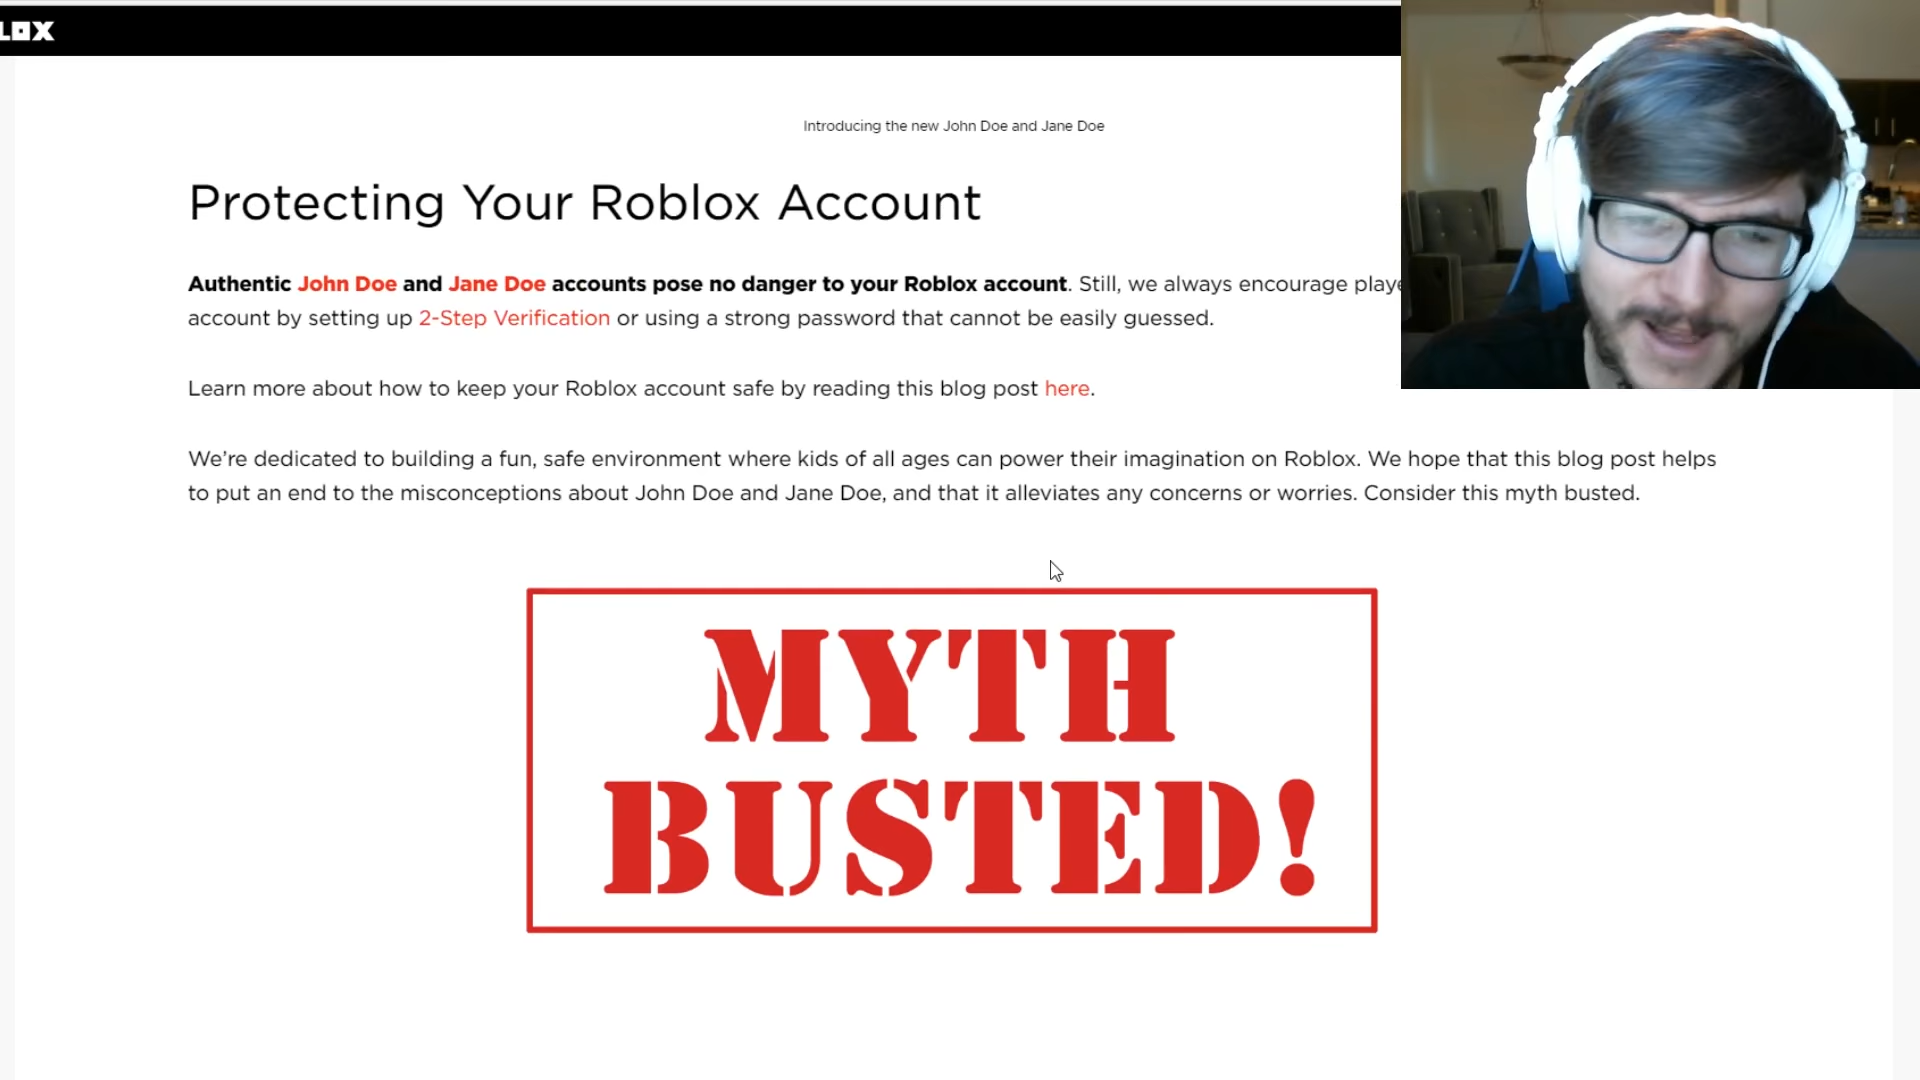 LOX
Introducing the new John Doe and Jane Doe
Protecting Your Roblox Account
Authentic John Doe and Jane Doe accounts pose no danger to your Roblox account. Still, we always encourage
account by setting up 2-Step Verification or using a strong password that cannot be easily guessed.
Learn more about how to keep your Roblox account safe by reading this blog post here.
We’re dedicated to building a fun, safe environment where kids of all ages can power their imagination on Roblox. We hope that this blog post helps
to put an end to the misconceptions about John Doe and Jane Doe, and that it alleviates any concerns or worries. Consider this myth busted.
MYTH
BUSTED!